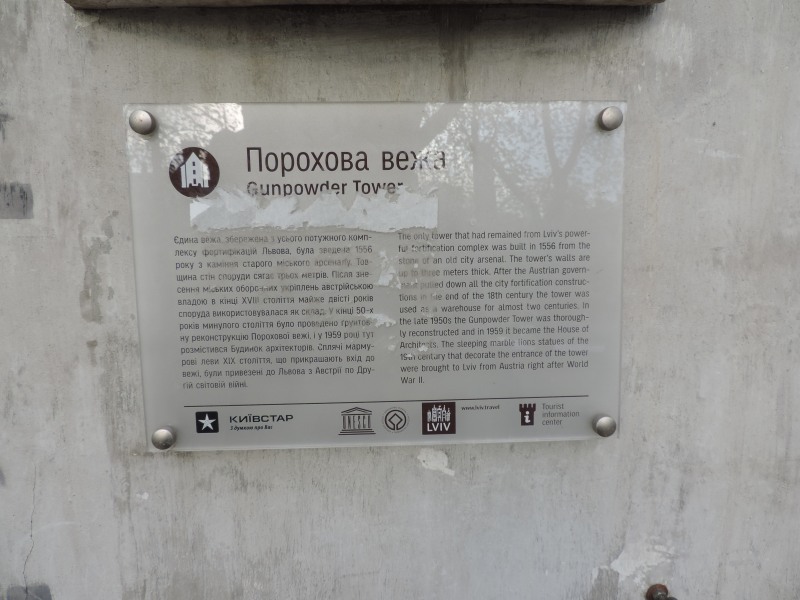 Порохова вежа
Gunpowder Tower
Єдина вежа, збережена з усього потужного комп-
лексу фортифікацій Львова, була зведена 1556
року з каміння старого міського арсеналу. Тов-
щина стін споруди сягає трьох метрів. Після зне-
сення міських оборонних укріплень австрійською
владою в кінці XVIII століття майже двісті років
споруда використовувалася як склад. У кінці 50-х
років минулого століття було проведено ґрунтов-
ну реконструкцію Порохової вежі, і у 1959 році тут
розмістився Будинок архітекторів. Сплячі марму-
рові леви XIX століття, що прикрашають вхід до
вежі, були привезені до Львова з Австрії по Дру-
гій світовій війні.
The only tower that had remained from Lviv's power-
ful fortification complex was built in 1556 from the
stone of an old city arsenal. The tower's walls are
up to three meters thick. After the Austrian govern-
have pulled down all the city fortification construc-
tions in the end of the 18th century the tower was
used as a warehouse for almost two centuries. In
the late 1950s the Gunpowder Tower was thorough-
ly reconstructed and in 1959 it became the House of
Architects. The sleeping marble lions statues of the
19th century that decorate the entrance of the tower
were brought to Lviv from Austria right after World
War II.
КИЇВСТАР
З думкою про Вас
UNESCO
LVIV
www.lviv.travel
Tourist
information
center